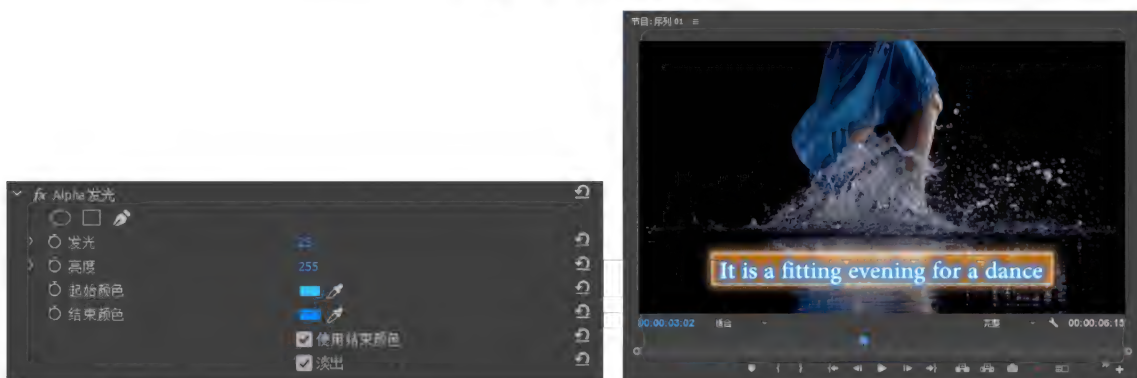 fx Alpha 发光
发光 25
亮度 255
起始颜色
结束颜色
使用结束颜色
淡出
节目: 序列 01
It is a fitting evening for a dance
00:00:03:02 适合 完整 00:00:06:15